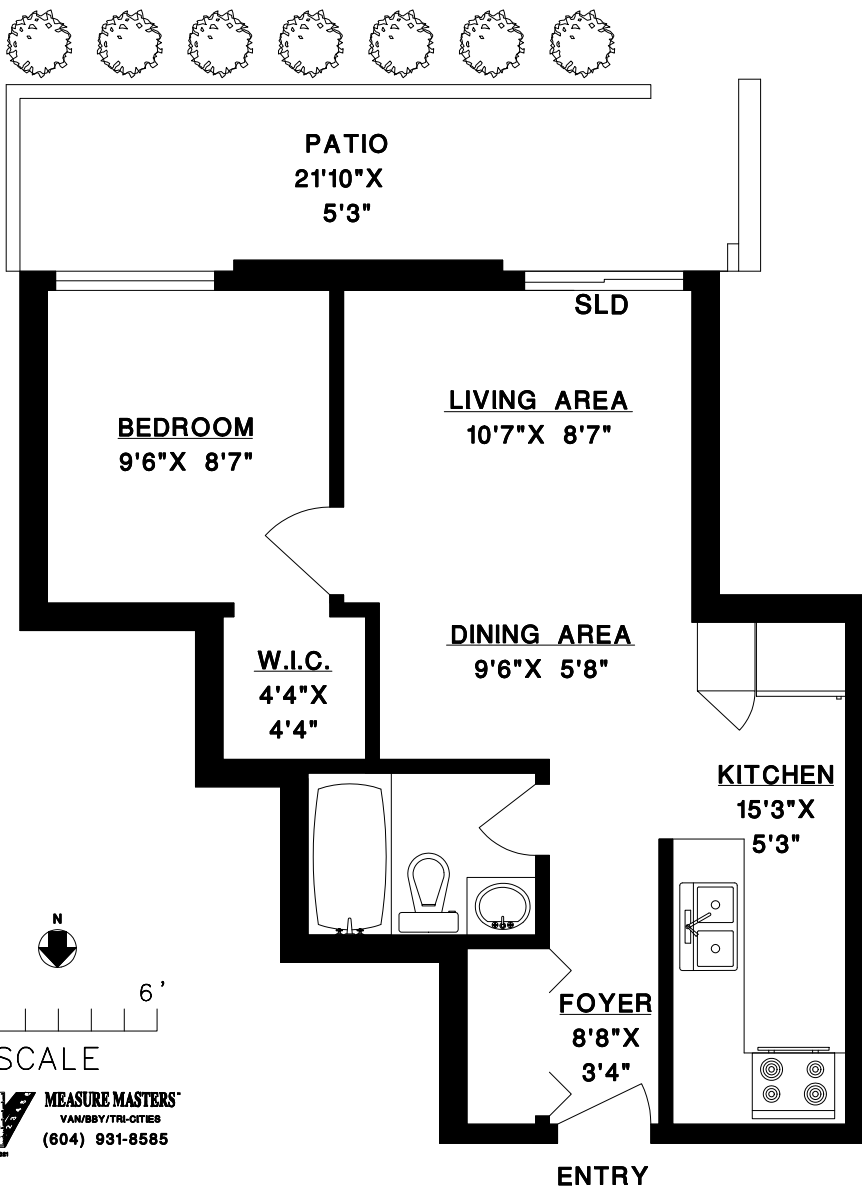 PATIO
21'10"X
5'3"
SLD
LIVING AREA
10'7"X 8'7"
BEDROOM
9'6"X 8'7"
DINING AREA
9'6"X 5'8"
W.I.C.
4'4"X
4'4"
KITCHEN
15'3"X
5'3"
N
6'
SCALE
FOYER
8'8"X
3'4"
MEASURE MASTERS
VAN/BBY/TRI-CITIES
(604) 931-8585
ENTRY